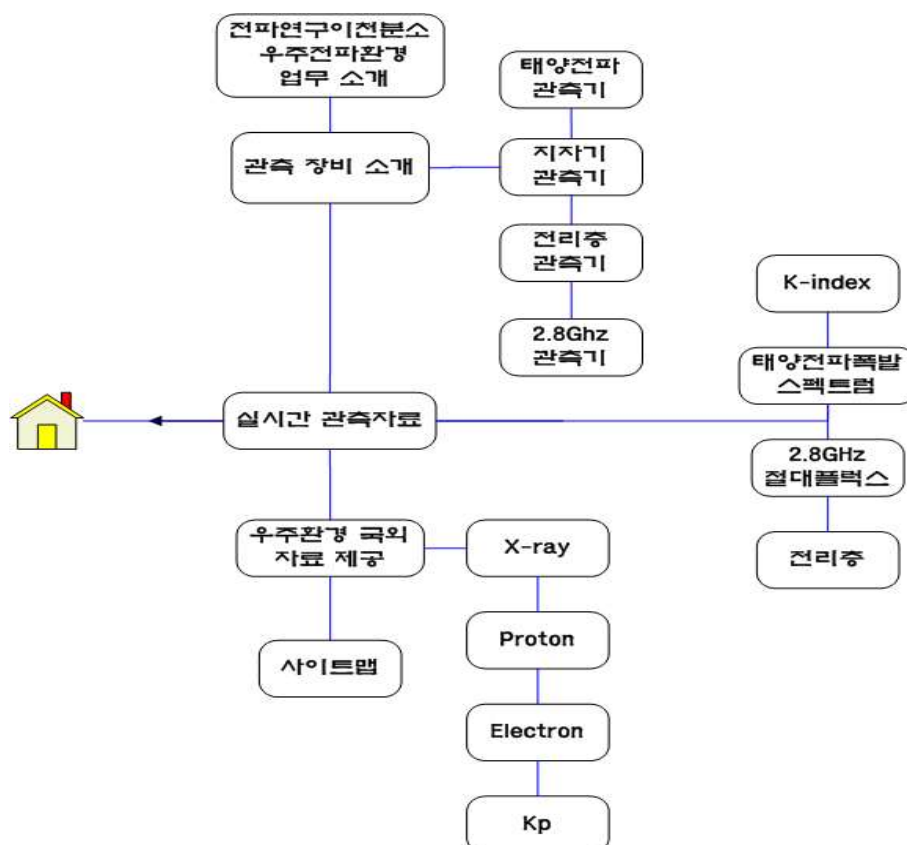 전파연구이천분소
우주전파환경
업무 소개
태양전파
관측기
관측 장비 소개
지자기
관측기
전리층
관측기
2.8Ghz
관측기
K-index
태양전파폭발
스펙트럼
실시간 관측자료
2.8GHz
절대플럭스
전리층
우주환경 국외
자료 제공
X-ray
Proton
사이트맵
Electron
Kp